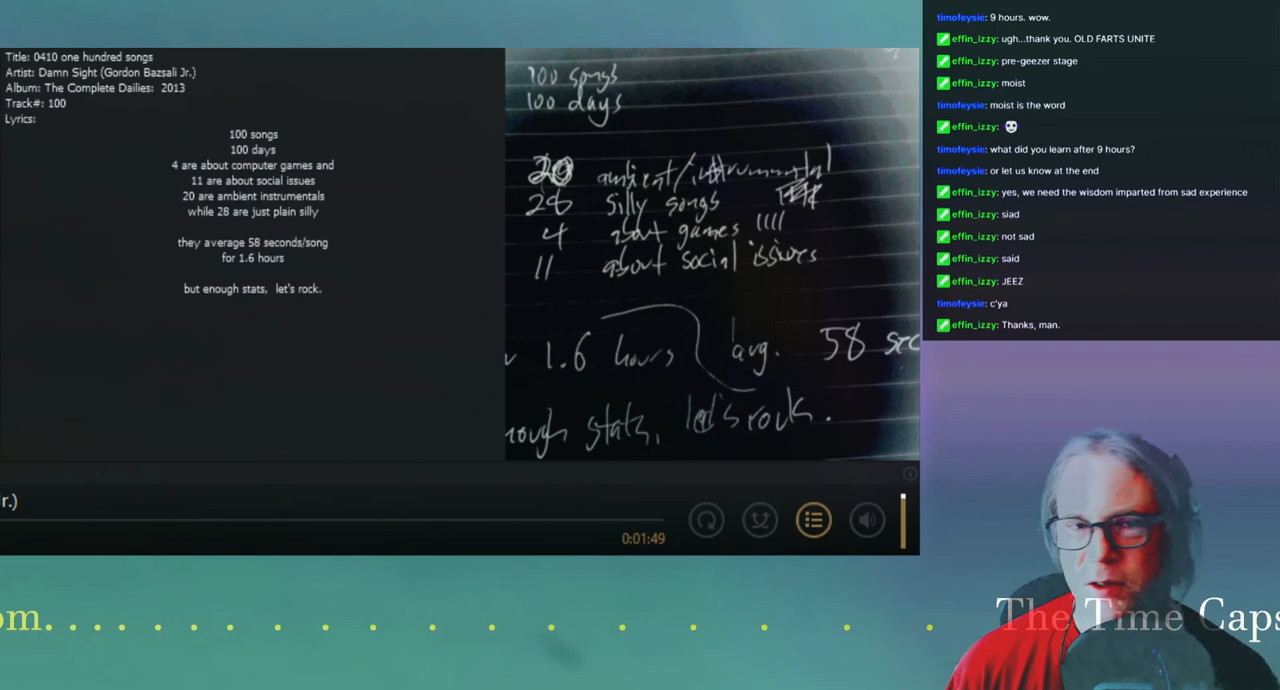 Title: 0410 one hundred songs
Artist: Damn Sight (Gordon Bazsali Jr.)
Album: The Complete Dailies: 2013
Track#: 100
Lyrics:
100 songs
100 days
4 are about computer games and
11 are about social issues
20 are ambient instrumentals
while 28 are just plain silly
they average 58 seconds/song
for 1.6 hours
but enough stats, let's rock.
100 songs
100 days
20 ambient/instrumental
28 silly songs
4 about games ||||
11 about social issues
1.6 hours avg. 58 sec
nough stats, let's rock.
r.)
0:01:49
timofeysie: 9 hours. wow.
effin_izzy: ugh...thank you. OLD FARTS UNITE
effin_izzy: pre-geezer stage
effin_izzy: moist
timofeysie: moist is the word
effin_izzy:
timofeysie: what did you learn after 9 hours?
timofeysie: or let us know at the end
effin_izzy: yes, we need the wisdom imparted from sad experience
effin_izzy: siad
effin_izzy: not sad
effin_izzy: said
effin_izzy: JEEZ
timofeysie: c'ya
effin_izzy: Thanks, man.
om. . . . . . . . . . . . . . . . The Time Caps